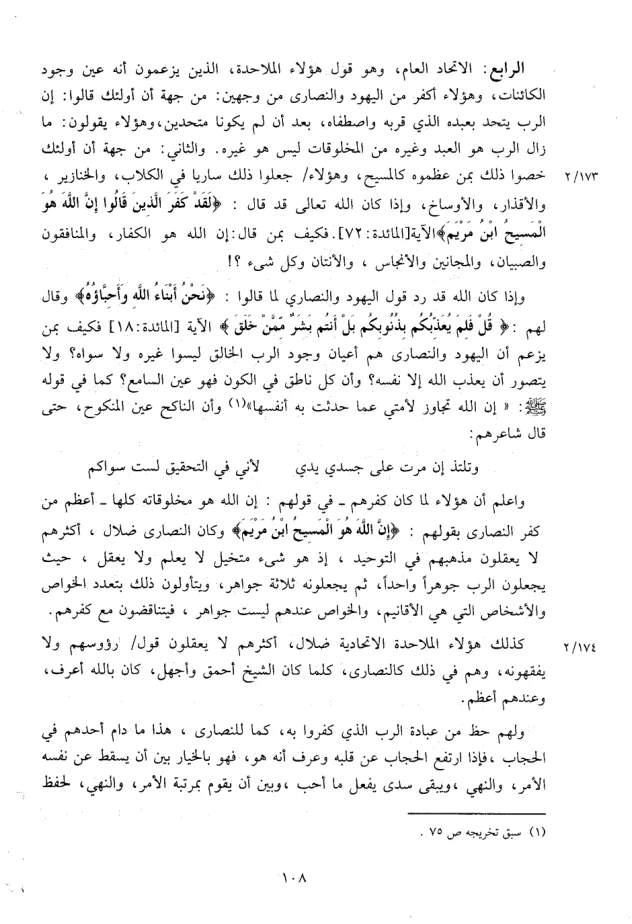 الرابع: الاتحاد العام، وهو قول هؤلاء الملاحدة، الذين يزعمون أنه عين وجود
الكائنات، وهؤلاء أكفر من اليهود والنصارى من وجهين: من جهة أن أولئك قالوا: إن
الرب يتحد بعبده الذي قربه واصطفاه، بعد أن لم يكونا متحدين، وهؤلاء يقولون: ما
زال الرب هو العبد وغيره من المخلوقات ليس هو غيره. والثاني: من جهة أن أولئك
خصوا ذلك بمن عظموه كالمسيح، وهؤلاء/ جعلوا ذلك ساريا في الكلاب، والخنازير ، ٢/١٧٣
والأقذار، والأوساخ، وإذا كان الله تعالى قد قال : ﴿لَقَدْ كَفَرَ الَّذِينَ قَالُوا إِنَّ اللَّهَ هُوَ
الْمَسِيحُ ابْنُ مَرْيَمَ﴾الآية[المائدة:٧٢]. فكيف بمن قال:إن الله هو الكفار، والمنافقون
والصبيان، والمجانين والأنجاس ، والأنتان وكل شىء ؟!
وإذا كان الله قد رد قول اليهود والنصاري لما قالوا : ﴿نَحْنُ أَبْنَاءُ اللَّهِ وَأَحِبَّاؤُهُ﴾ وقال
لهم :﴿ قُلْ فَلِمَ يُعَذِّبُكُم بِذُنُوبِكُم بَلْ أَنتُم بَشَرٌ مِّمَّنْ خَلَقَ ﴾ الآية [المائدة:١٨] فكيف بمن
يزعم أن اليهود والنصارى هم أعيان وجود الرب الخالق ليسوا غيره ولا سواه؟ ولا
يتصور أن يعذب الله إلا نفسه؟ وأن كل ناطق في الكون فهو عين السامع؟ كما في قوله
ﷺ: « إن الله تجاوز لأمتي عما حدثت به أنفسها»(١) وأن الناكح عين المنكوح، حتى
قال شاعرهم:
وتلتذ إن مرت على جسدي يدي لأني في التحقيق لست سواكم
واعلم أن هؤلاء لما كان كفرهم ـ في قولهم : إن الله هو مخلوقاته كلها ـ أعظم من
كفر النصارى بقولهم : ﴿إِنَّ اللَّهَ هُوَ الْمَسِيحُ ابْنُ مَرْيَمَ﴾ وكان النصارى ضلال ، أكثرهم
لا يعقلون مذهبهم في التوحيد ، إذ هو شىء متخيل لا يعلم ولا يعقل ، حيث
يجعلون الرب جوهراً واحداً، ثم يجعلونه ثلاثة جواهر، ويتأولون ذلك بتعدد الخواص
والأشخاص التي هي الأقانيم، والخواص عندهم ليست جواهر ، فيتناقضون مع كفرهم.
كذلك هؤلاء الملاحدة الاتحادية ضلال، أكثرهم لا يعقلون قول/ رؤوسهم ولا ٢/١٧٤
يفقهونه، وهم في ذلك كالنصارى، كلما كان الشيخ أحمق وأجهل، كان بالله أعرف،
وعندهم أعظم.
ولهم حظ من عبادة الرب الذي كفروا به، كما للنصارى ، هذا ما دام أحدهم في
الحجاب ،فإذا ارتفع الحجاب عن قلبه وعرف أنه هو، فهو بالخيار بين أن يسقط عن نفسه
الأمر، والنهي ،ويبقى سدى يفعل ما أحب ،وبين أن يقوم بمرتبة الأمر، والنهي، لحفظ
(١) سبق تخريجه ص ٧٥ .
١٠٨